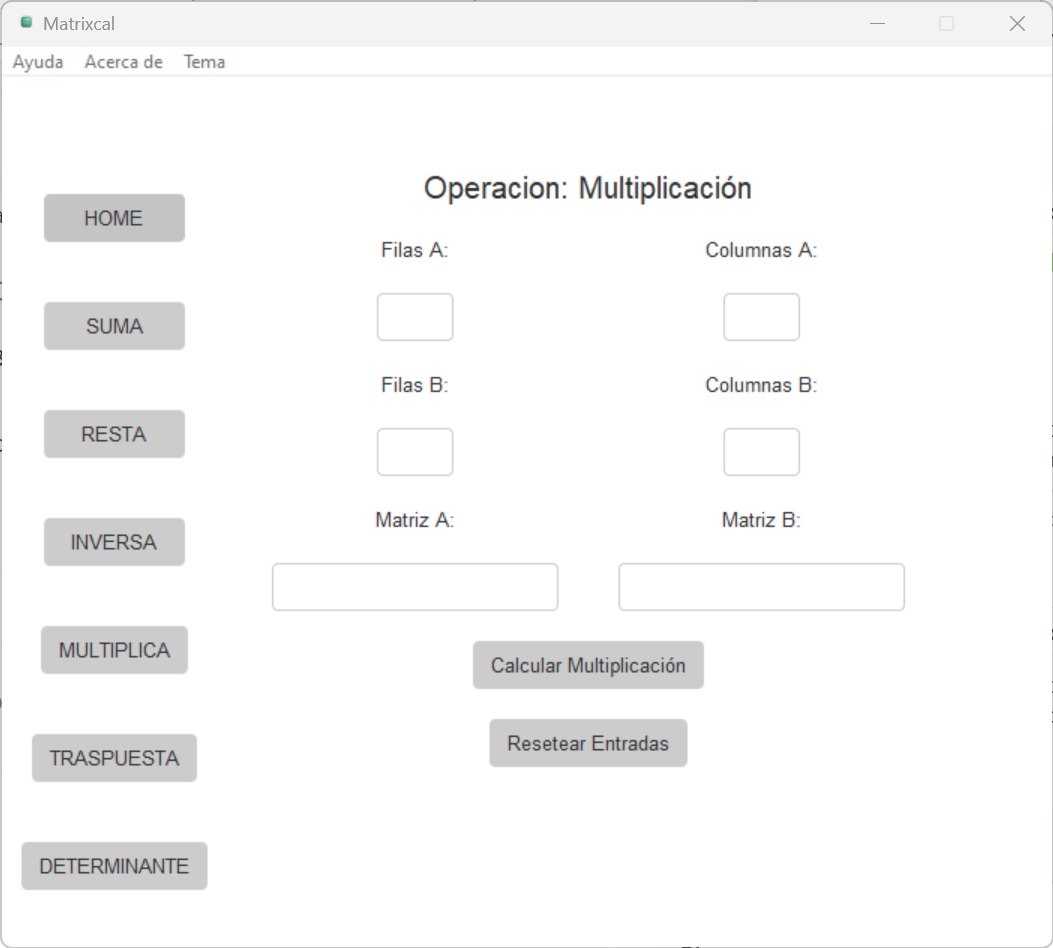 Matrixcal
Ayuda Acerca de Tema
Operacion: Multiplicación
HOME
Filas A: Columnas A:
SUMA
Filas B: Columnas B:
RESTA
Matriz A: Matriz B:
INVERSA
MULTIPLICA
Calcular Multiplicación
Resetear Entradas
TRASPUESTA
DETERMINANTE